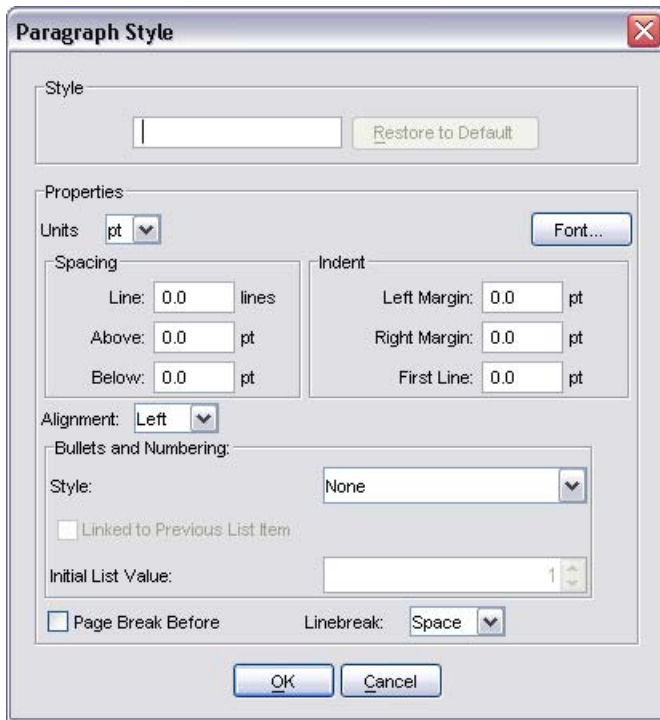 Paragraph Style
Style
Restore to Default
Properties
Units pt Font...
Spacing Indent
Line: 0.0 lines Left Margin: 0.0 pt
Above: 0.0 pt Right Margin: 0.0 pt
Below: 0.0 pt First Line: 0.0 pt
Alignment: Left
Bullets and Numbering:
Style: None
Linked to Previous List Item
Initial List Value: 1
Page Break Before Linebreak: Space
OK Cancel